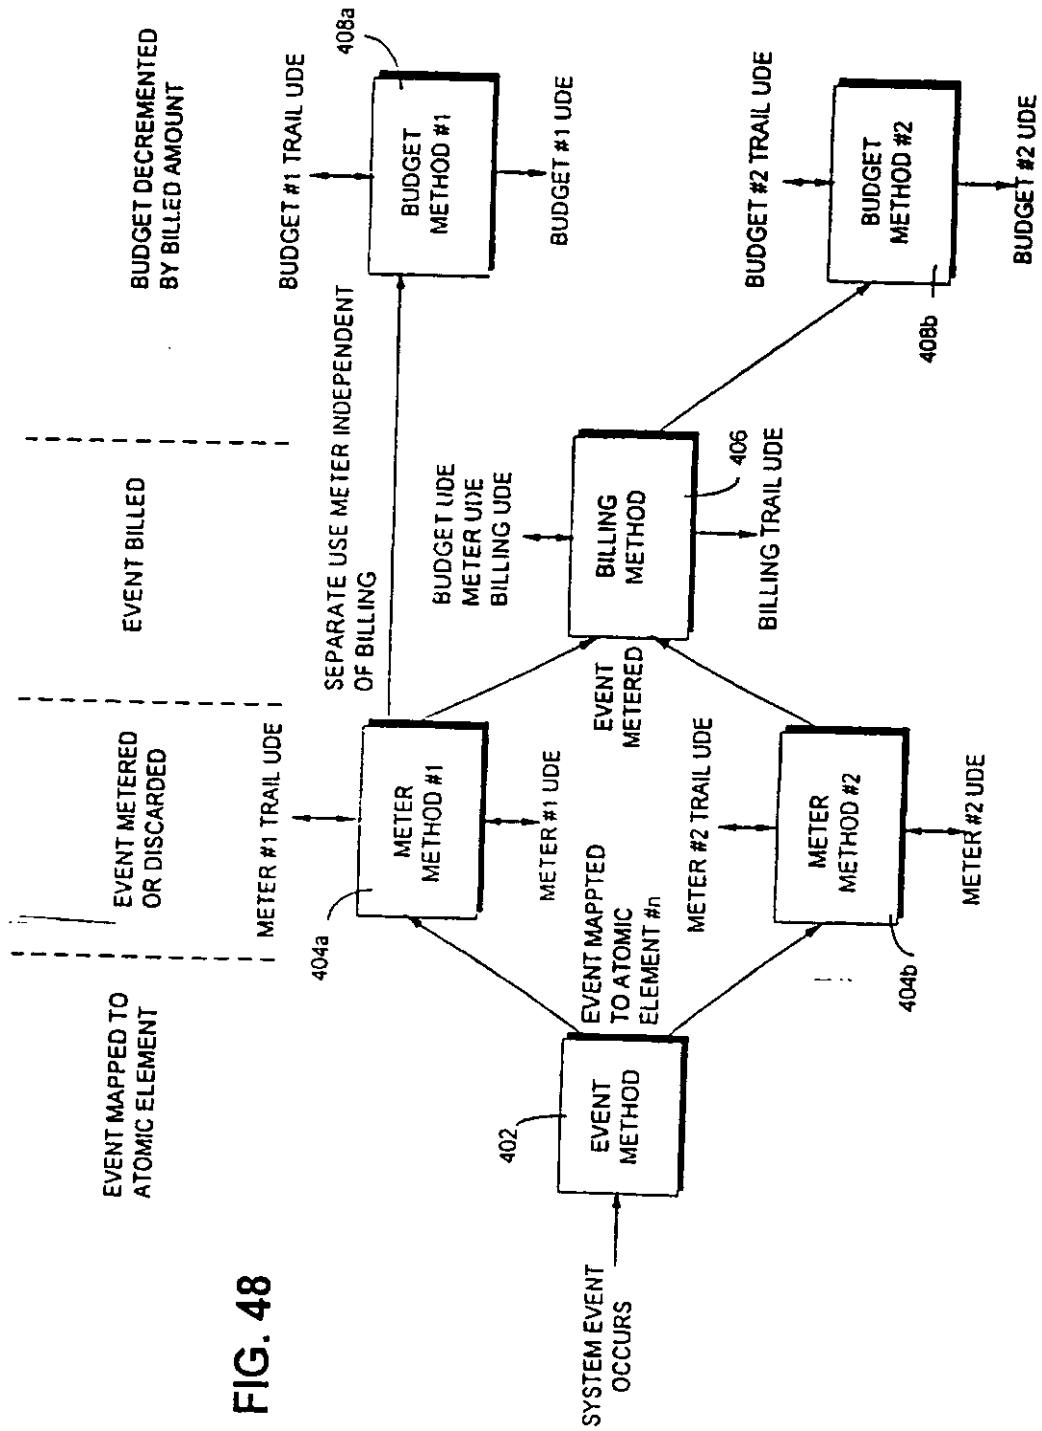 FIG. 48
EVENT MAPPED TO
ATOMIC ELEMENT
EVENT METERED
OR DISCARDED
EVENT BILLED
BUDGET DECREMENTED
BY BILLED AMOUNT
SYSTEM EVENT
OCCURS
402
EVENT
METHOD
EVENT MAPPTED
TO ATOMIC
ELEMENT #n
METER #1 TRAIL UDE
404a
METER
METHOD #1
METER #1 UDE
METER #2 TRAIL UDE
METER
METHOD #2
404b
METER #2 UDE
SEPARATE USE METER INDEPENDENT
OF BILLING
EVENT
METERED
BUDGET UDE
METER UDE
BILLING UDE
BILLING
METHOD
406
BILLING TRAIL UDE
BUDGET #1 TRAIL UDE
408a
BUDGET
METHOD #1
BUDGET #1 UDE
BUDGET #2 TRAIL UDE
BUDGET
METHOD #2
408b
BUDGET #2 UDE